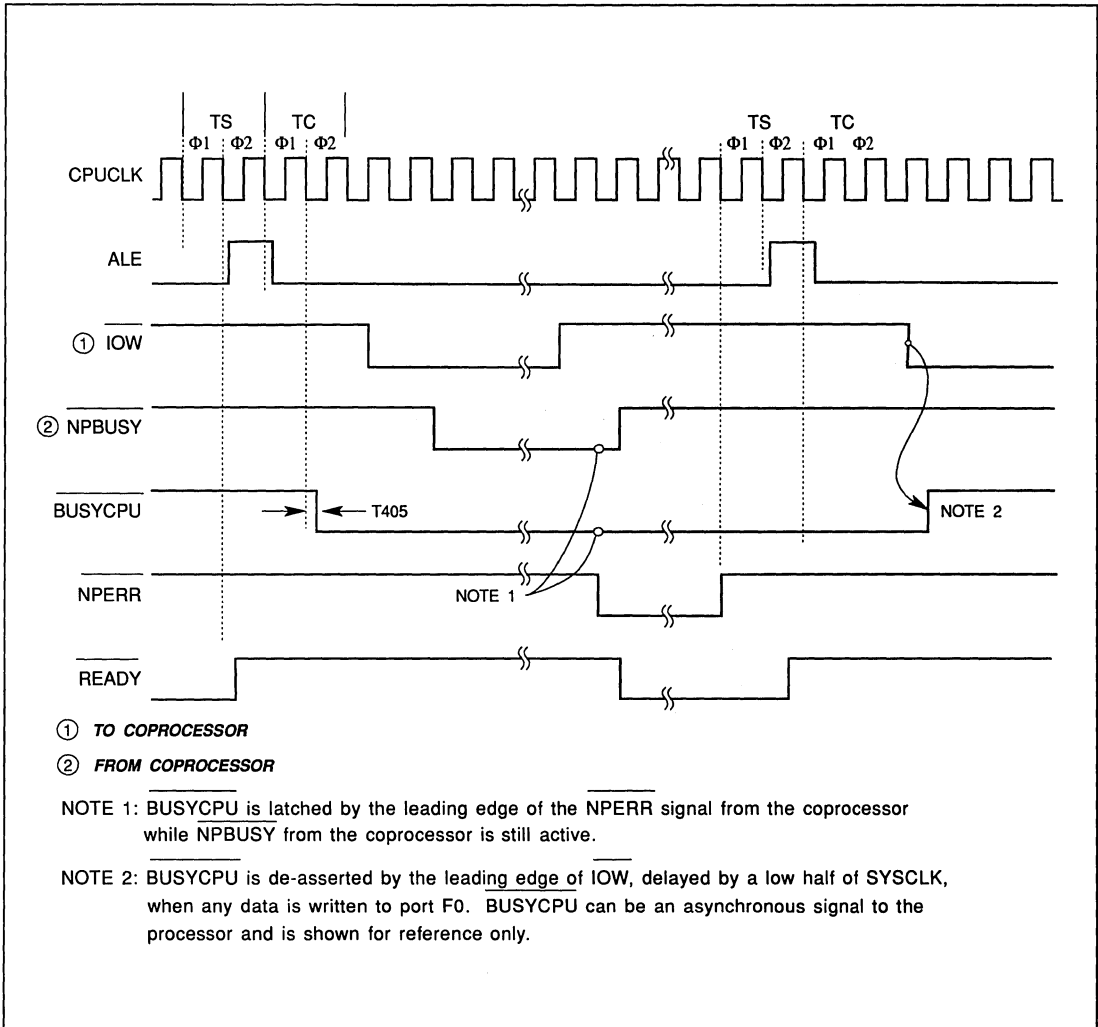 TS TC TS TC
Φ1 Φ2 Φ1 Φ2 Φ1 Φ2 Φ1 Φ2
CPUCLK
ALE
① IOW
② NPBUSY
BUSYCPU T405 NOTE 2
NPERR NOTE 1
READY
① TO COPROCESSOR
② FROM COPROCESSOR
NOTE 1: BUSYCPU is latched by the leading edge of the NPERR signal from the coprocessor
while NPBUSY from the coprocessor is still active.
NOTE 2: BUSYCPU is de-asserted by the leading edge of IOW, delayed by a low half of SYSCLK,
when any data is written to port F0. BUSYCPU can be an asynchronous signal to the
processor and is shown for reference only.